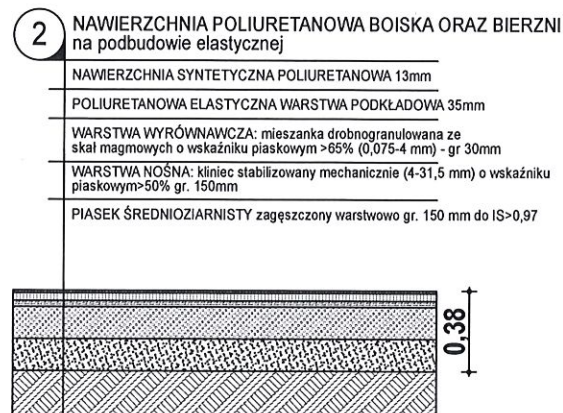 2
NAWIERZCHNIA POLIURETANOWA BOISKA ORAZ BIERZNI
na podbudowie elastycznej
NAWIERZCHNIA SYNTETYCZNA POLIURETANOWA 13mm
POLIURETANOWA ELASTYCZNA WARSTWA PODKŁADOWA 35mm
WARSTWA WYRÓWNAWCZA: mieszanka drobnogranulowana ze
skał magmowych o wskaźniku piaskowym >65% (0,075-4 mm) - gr 30mm
WARSTWA NOŚNA: kliniec stabilizowany mechanicznie (4-31,5 mm) o wskaźniku
piaskowym>50% gr. 150mm
PIASEK ŚREDNIOZIARNISTY zagęszczony warstwowo gr. 150 mm do IS>0,97
0,38